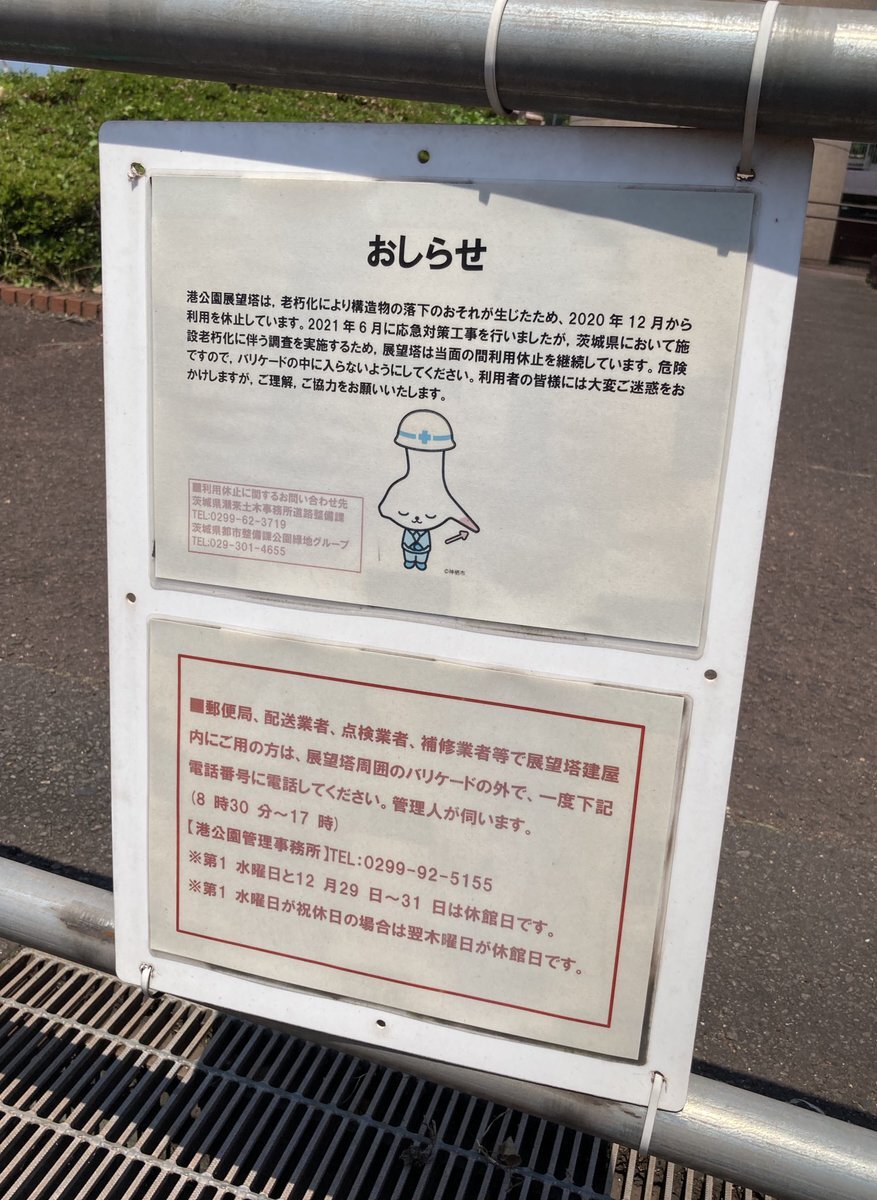 おしらせ
港公園展望塔は，老朽化により構造物の落下のおそれが生じたため、2020 年 12 月から
利用を休止しています。2021 年 6 月に応急対策工事を行いましたが，茨城県において施
設老朽化に伴う調査を実施するため，展望塔は当面の間利用休止を継続しています。危険
ですので，バリケードの中に入らないようにしてください。利用者の皆様には大変ご迷惑をお
かけしますが，ご理解，ご協力をお願いいたします。
■利用休止に関するお問い合わせ先
茨城県潮来土木事務所道路整備課
TEL:0299-62-3719
茨城県都市整備課公園緑地グループ
TEL:029-301-4655
©神栖市
■郵便局、配送業者、点検業者、補修業者等で展望塔建屋
内にご用の方は、展望塔周囲のバリケードの外で、一度下記
電話番号に電話してください。管理人が伺います。
(8 時30 分～17 時)
【港公園管理事務所】TEL:0299-92-5155
※第1 水曜日と12 月29 日～31 日は休館日です。
※第1 水曜日が祝休日の場合は翌木曜日が休館日です。